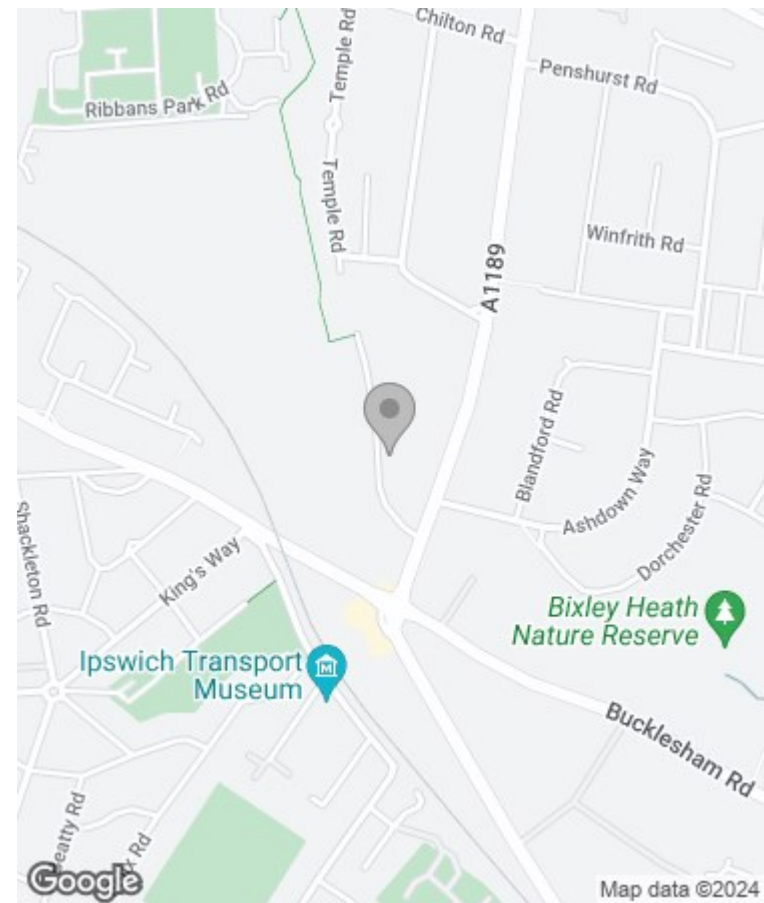 Chilton Rd
Temple Rd
Penshurst Rd
Ribbans Park Rd
Temple Rd
Winfrith Rd
A1189
Blandford Rd
Ashdown Way
Dorchester Rd
Shackleton Rd
King's Way
Bixley Heath
Nature Reserve
Ipswich Transport
Museum
M
Bucklesham Rd
Rd
Google
Map data ©2024